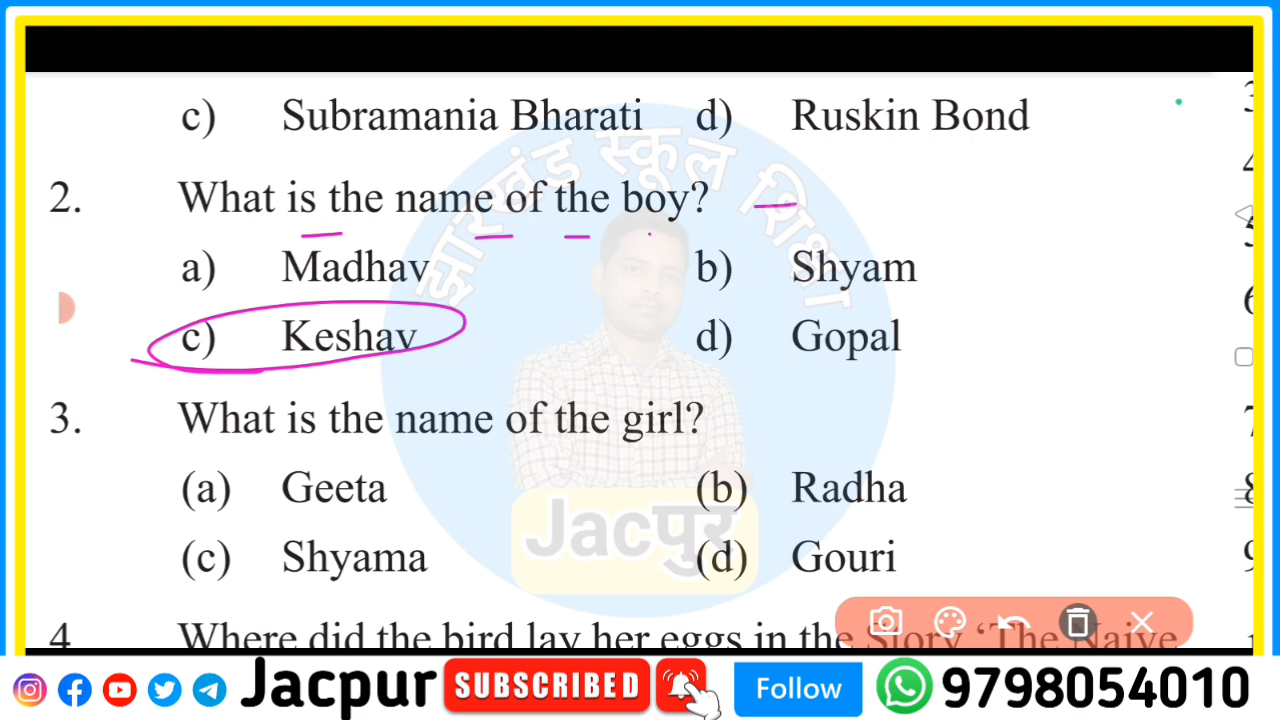 c) Subramania Bharati d) Ruskin Bond
2. What is the name of the boy?
a) Madhav b) Shyam
c) Keshav d) Gopal
3. What is the name of the girl?
(a) Geeta (b) Radha
(c) Shyama (d) Gouri
4 Where did the bird lay her eggs in the Story ‘The Naive
झारखंड स्कूल शिक्षा
Jacपुर
Jacpur SUBSCRIBED Follow 9798054010